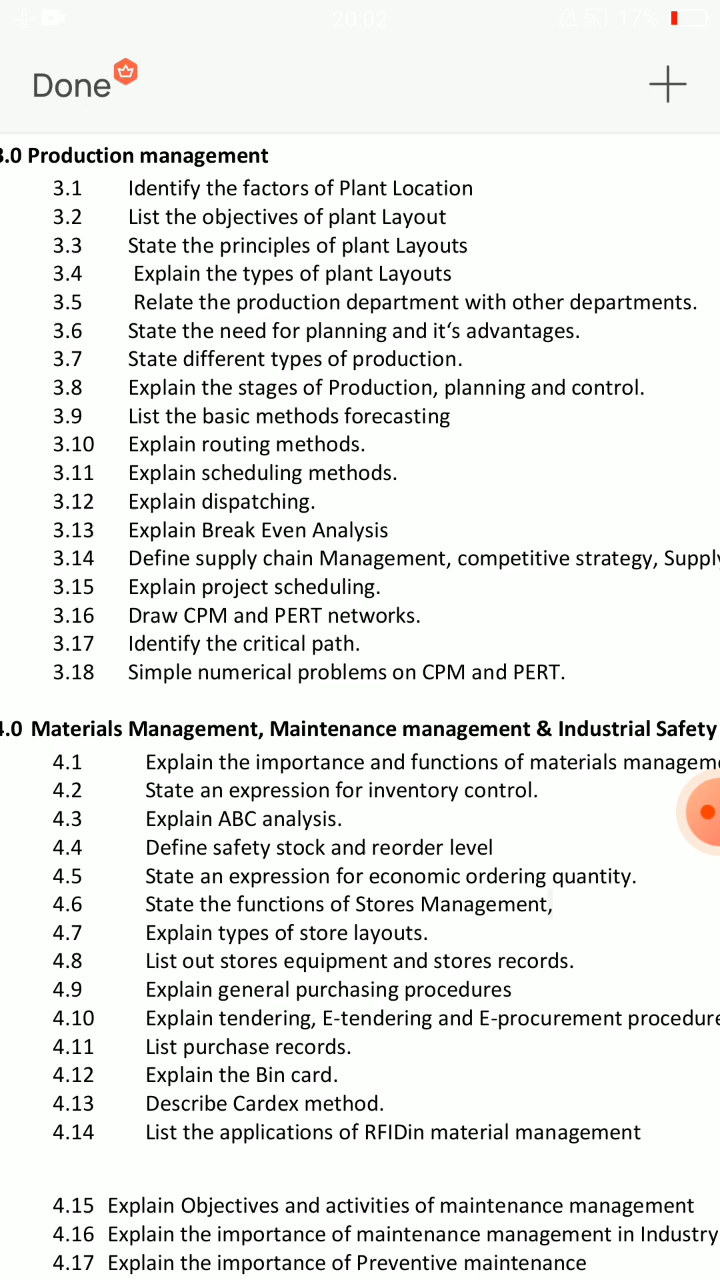 20:02
17%
Done
3.0 Production management
3.1 Identify the factors of Plant Location
3.2 List the objectives of plant Layout
3.3 State the principles of plant Layouts
3.4 Explain the types of plant Layouts
3.5 Relate the production department with other departments.
3.6 State the need for planning and it‘s advantages.
3.7 State different types of production.
3.8 Explain the stages of Production, planning and control.
3.9 List the basic methods forecasting
3.10 Explain routing methods.
3.11 Explain scheduling methods.
3.12 Explain dispatching.
3.13 Explain Break Even Analysis
3.14 Define supply chain Management, competitive strategy, Supply
3.15 Explain project scheduling.
3.16 Draw CPM and PERT networks.
3.17 Identify the critical path.
3.18 Simple numerical problems on CPM and PERT.
4.0 Materials Management, Maintenance management & Industrial Safety
4.1 Explain the importance and functions of materials managem
4.2 State an expression for inventory control.
4.3 Explain ABC analysis.
4.4 Define safety stock and reorder level
4.5 State an expression for economic ordering quantity.
4.6 State the functions of Stores Management,
4.7 Explain types of store layouts.
4.8 List out stores equipment and stores records.
4.9 Explain general purchasing procedures
4.10 Explain tendering, E-tendering and E-procurement procedure
4.11 List purchase records.
4.12 Explain the Bin card.
4.13 Describe Cardex method.
4.14 List the applications of RFIDin material management
4.15 Explain Objectives and activities of maintenance management
4.16 Explain the importance of maintenance management in Industry
4.17 Explain the importance of Preventive maintenance